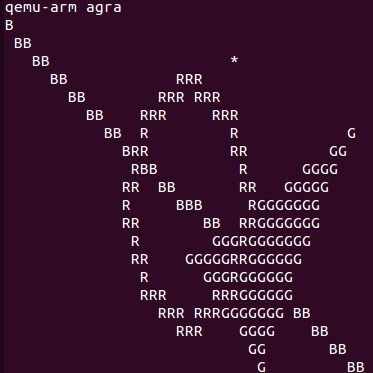 qemu-arm agra
B
 BB
   BB                    *
     BB            RRR
       BB        RRR RRR
         BB    RRR     RRR
           BB  R         R            G
             BRR         RR         GG
              RBB         R      GGGG
             RR  BB       RR   GGGGG
             R     BBB     RGGGGGGG
             RR       BB  RRGGGGGGG
              R        GGGRGGGGGGG
              RR    GGGGGRRGGGGGG
               R      GGGRGGGGGG
               RRR     RRRGGGGGG
                 RRR RRRGGGGGGG BB
                   RRR    GGGG    BB
                           GG       BB
                            G         BB